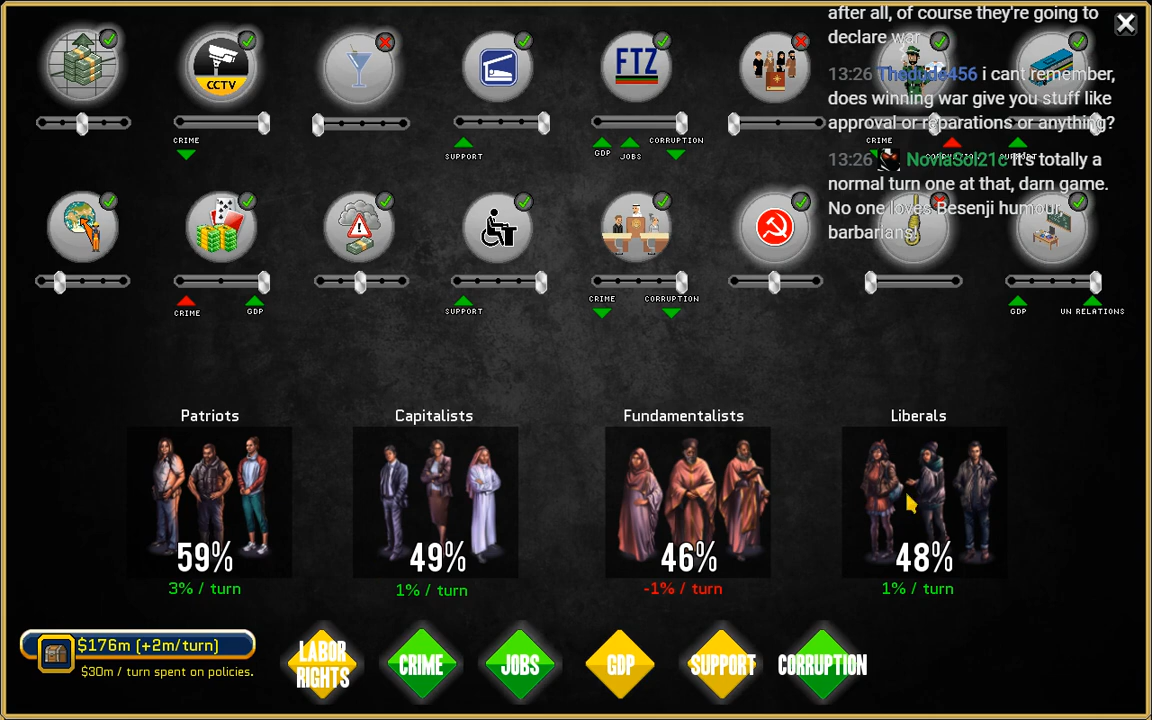 after all, of course they're going to
declare war
13:26 Thedude456 i cant remember,
does winning war give you stuff like
approval or reparations or anything?
13:26 NoviaSol21c It's totally a
normal turn one at that, darn game.
No one loves Besenji humour
barbarians!
CCTV
FTZ
CRIME
SUPPORT
GDP
JOBS
CORRUPTION
CRIME
SUPPORT
CRIME
GDP
SUPPORT
CRIME
CORRUPTION
GDP
UN RELATIONS
Patriots
Capitalists
Fundamentalists
Liberals
59%
49%
46%
48%
3% / turn
1% / turn
-1% / turn
1% / turn
$176m (+2m/turn)
$30m / turn spent on policies.
LABOR
RIGHTS
CRIME
JOBS
GDP
SUPPORT
CORRUPTION